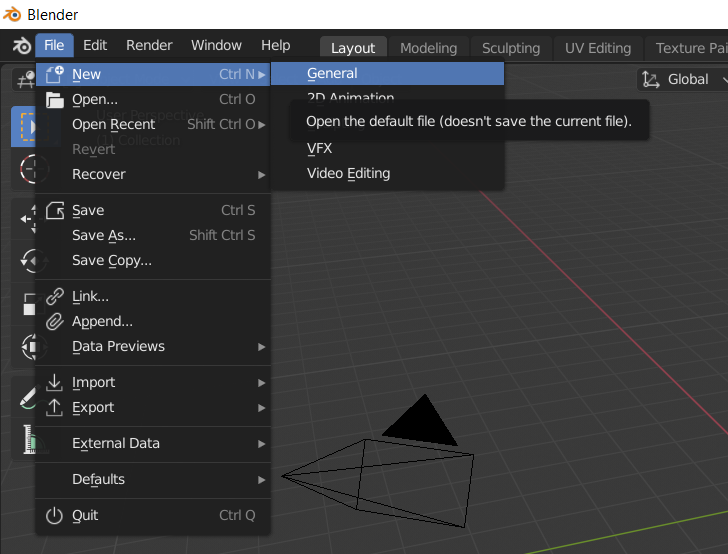 Blender
File Edit Render Window Help Layout Modeling Sculpting UV Editing Texture Pai
New Ctrl N
General
Global
Open... Ctrl O
2D Animation
Open Recent Shift Ctrl O
Open the default file (doesn't save the current file).
Revert
(1) Collection
VFX
Recover
Video Editing
Save Ctrl S
Save As... Shift Ctrl S
Save Copy...
Link...
Append...
Data Previews
Import
Export
External Data
Defaults
Quit Ctrl Q